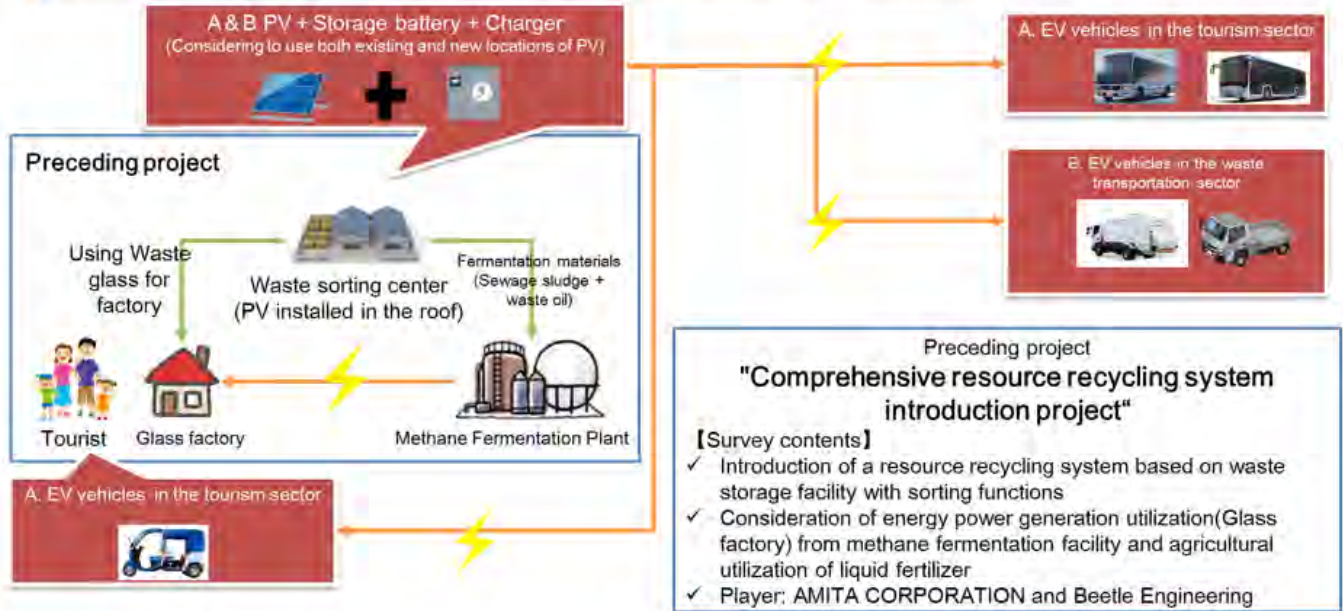 A & B PV + Storage battery + Charger
(Considering to use both existing and new locations of PV)
A. EV vehicles in the tourism sector
B. EV vehicles in the waste
transportation sector
Preceding project
Using Waste
glass for
factory
Waste sorting center
(PV installed in the roof)
Fermentation materials
(Sewage sludge +
waste oil)
Tourist
Glass factory
Methane Fermentation Plant
A. EV vehicles in the tourism sector
Preceding project
"Comprehensive resource recycling system
introduction project“
【Survey contents】
✓ Introduction of a resource recycling system based on waste
storage facility with sorting functions
✓ Consideration of energy power generation utilization(Glass
factory) from methane fermentation facility and agricultural
utilization of liquid fertilizer
✓ Player: AMITA CORPORATION and Beetle Engineering